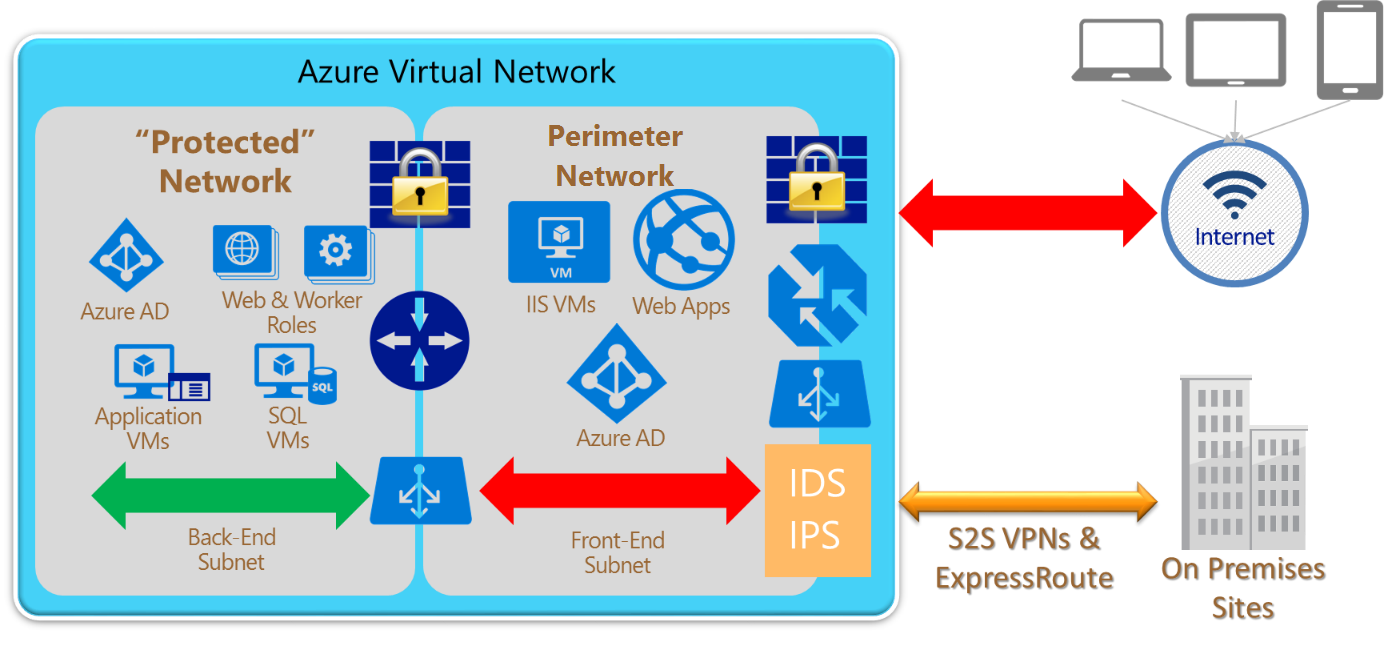 Azure Virtual Network
“Protected”
Network
Azure AD
Web & Worker
Roles
Application
VMs
SQL
SQL
VMs
Back-End
Subnet
Perimeter
Network
VM
IIS VMs
Web Apps
Azure AD
Front-End
Subnet
IDS
IPS
Internet
S2S VPNs &
ExpressRoute
On Premises
Sites